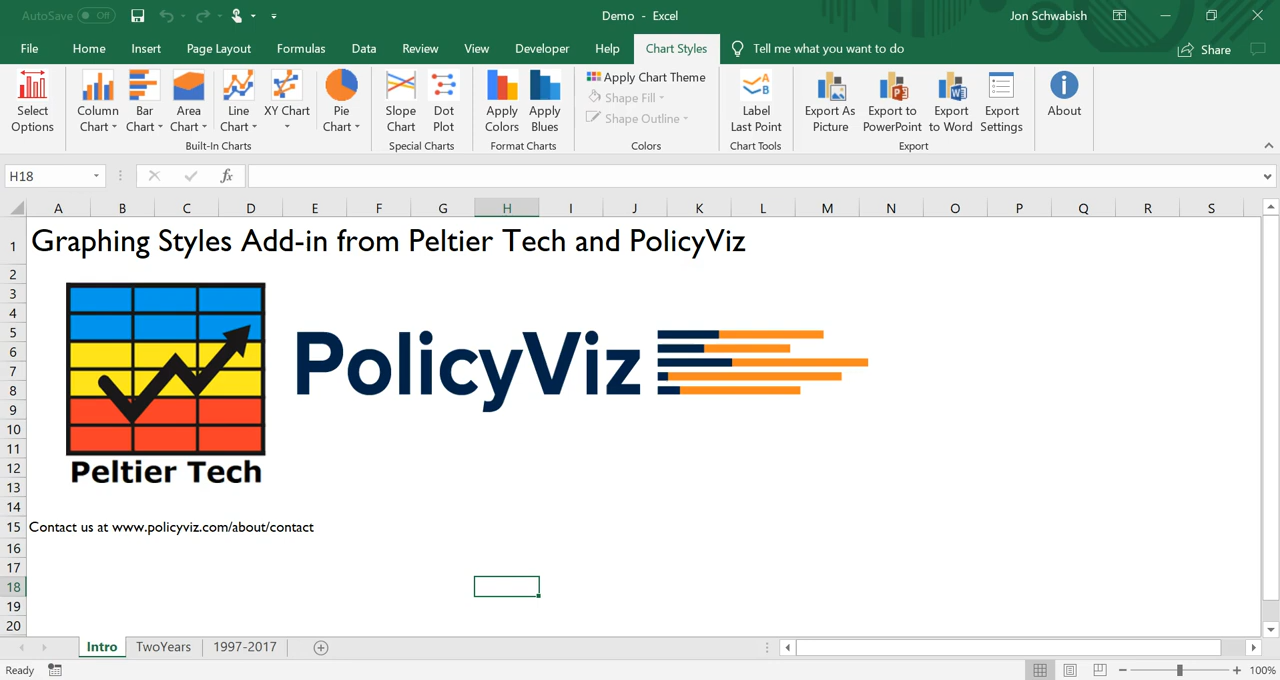 AutoSave Off Demo - Excel Jon Schwabish
File Home Insert Page Layout Formulas Data Review View Developer Help Chart Styles Tell me what you want to do Share
Select Options
Column Chart
Bar Chart
Area Chart
Line Chart
XY Chart
Pie Chart
Built-In Charts
Slope Chart
Dot Plot
Special Charts
Apply Colors
Apply Blues
Format Charts
Apply Chart Theme
Shape Fill
Shape Outline
Colors
Label Last Point
Chart Tools
Export As Picture
Export to PowerPoint
Export to Word
Export Settings
Export
About
H18 fx
A B C D E F G H I J K L M N O P Q R S
1 Graphing Styles Add-in from Peltier Tech and PolicyViz
2
3
4
5
6
7
8
9
10
11
12
13
14
PolicyViz
Peltier Tech
15 Contact us at www.policyviz.com/about/contact
16
17
18
19
20
Intro TwoYears 1997-2017
Ready 100%